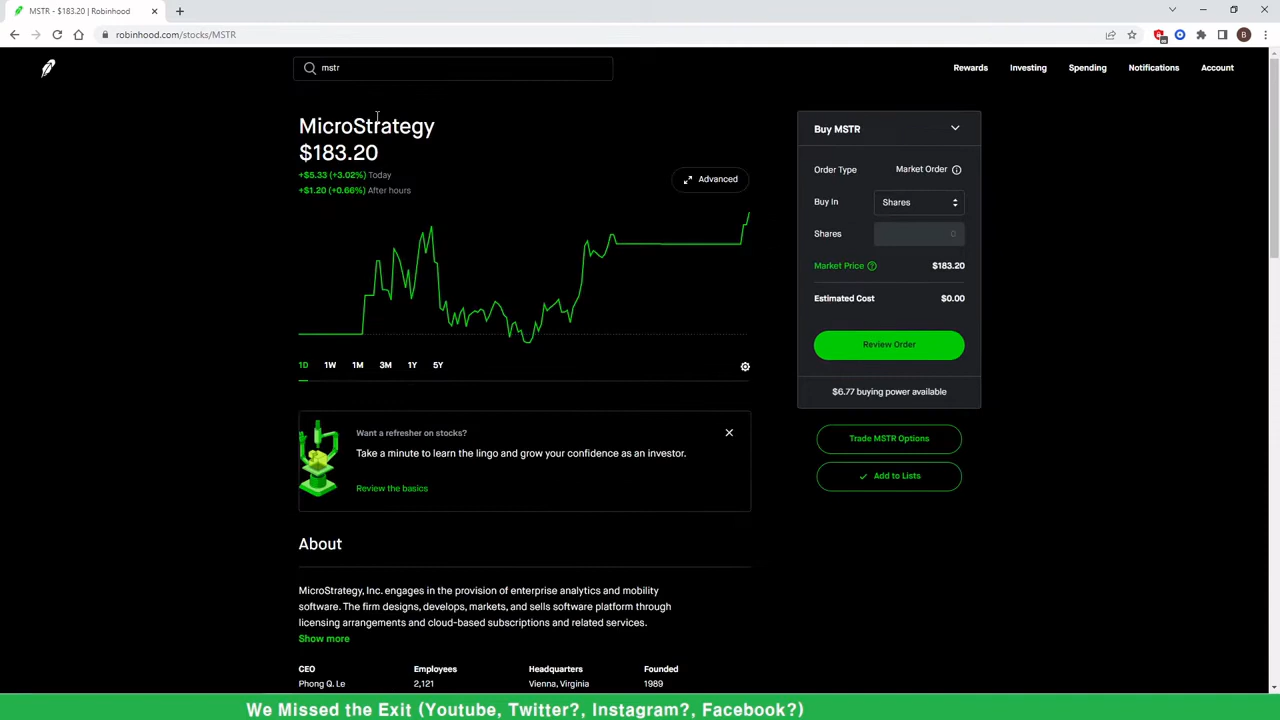 MSTR - $183.20 | Robinhood
robinhood.com/stocks/MSTR
B
mstr
Rewards
Investing
Spending
Notifications
Account
MicroStrategy
$183.20
+$5.33 (+3.02%) Today
+$1.20 (+0.66%) After hours
Advanced
1D 1W 1M 3M 1Y 5Y
Want a refresher on stocks?
Take a minute to learn the lingo and grow your confidence as an investor.
Review the basics
About
MicroStrategy, Inc. engages in the provision of enterprise analytics and mobility
software. The firm designs, develops, markets, and sells software platform through
licensing arrangements and cloud-based subscriptions and related services.
Show more
CEO Employees Headquarters Founded
Phong Q. Le 2,121 Vienna, Virginia 1989
Buy MSTR
Order Type Market Order
Buy In Shares
Shares 0
Market Price $183.20
Estimated Cost $0.00
Review Order
$6.77 buying power available
Trade MSTR Options
Add to Lists
We Missed the Exit (Youtube, Twitter?, Instagram?, Facebook?)